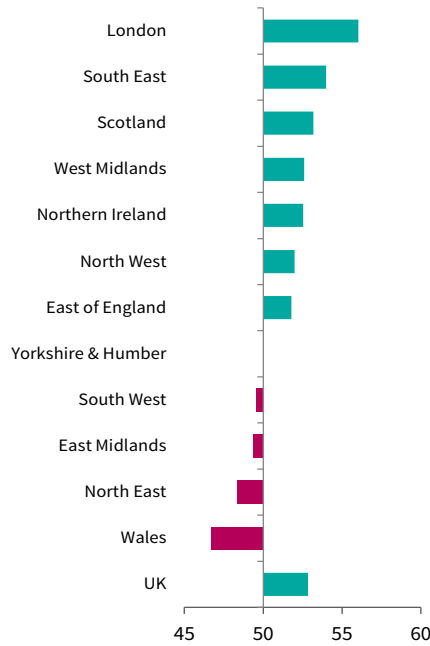 London
South East
Scotland
West Midlands
Northern Ireland
North West
East of England
Yorkshire & Humber
South West
East Midlands
North East
Wales
UK
45 50 55 60